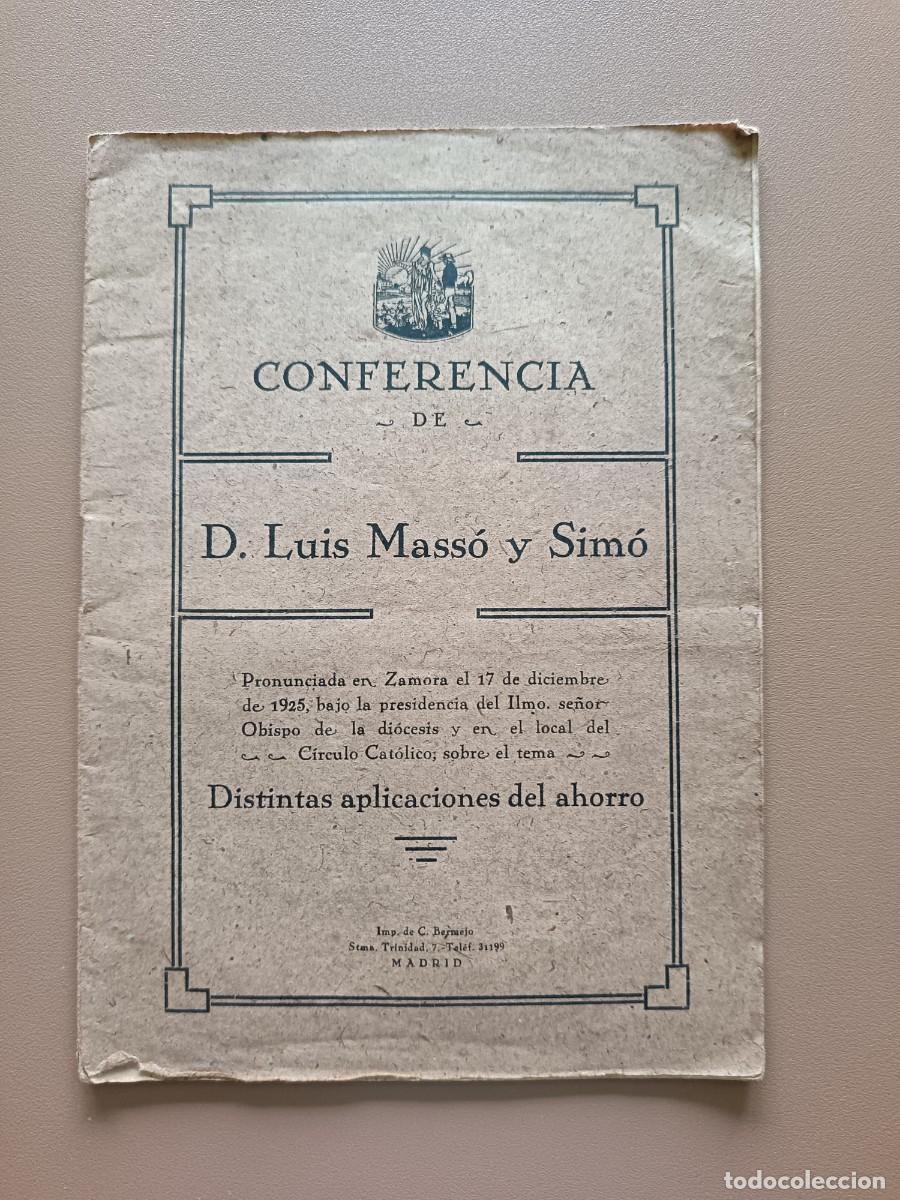 CONFERENCIA
DE
D. Luis Massó y Simó
Pronunciada en Zamora el 17 de diciembre
de 1925, bajo la presidencia del Ilmo. señor
Obispo de la diócesis y en el local del
Círculo Católico; sobre el tema
Distintas aplicaciones del ahorro
Imp. de C. Bermejo
Stma. Trinidad, 7.-Teléf. 31199
MADRID
todocoleccion